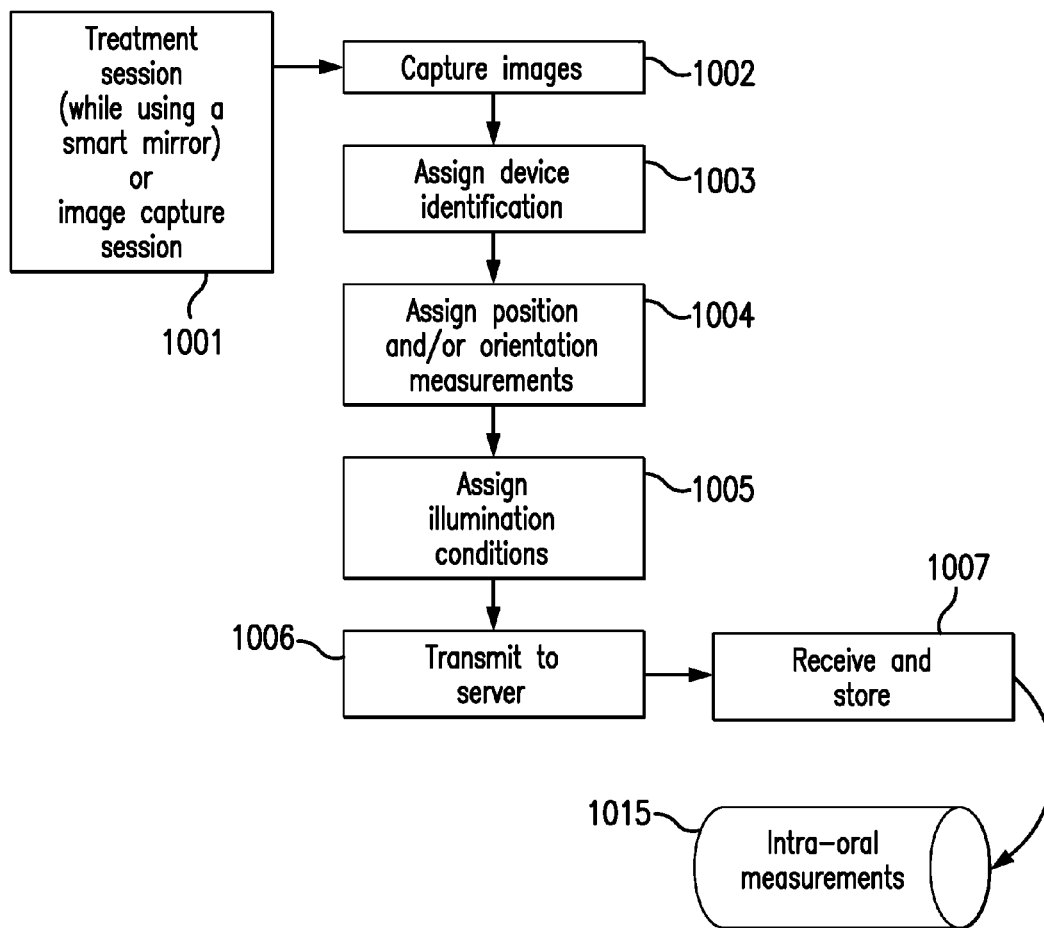 Treatment
session
(while using a
smart mirror)
or
image capture
session
1001
Capture images
1002
Assign device
identification
1003
Assign position
and/or orientation
measurements
1004
Assign
illumination
conditions
1005
1006
Transmit to
server
1007
Receive and
store
1015
Intra-oral
measurements